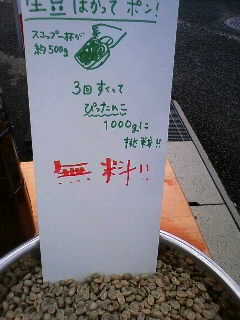 生豆はかって ポン!
スコップ一杯が
約500g
3回すくって
ぴったんこ
1000gに
挑戦!!
無料!!